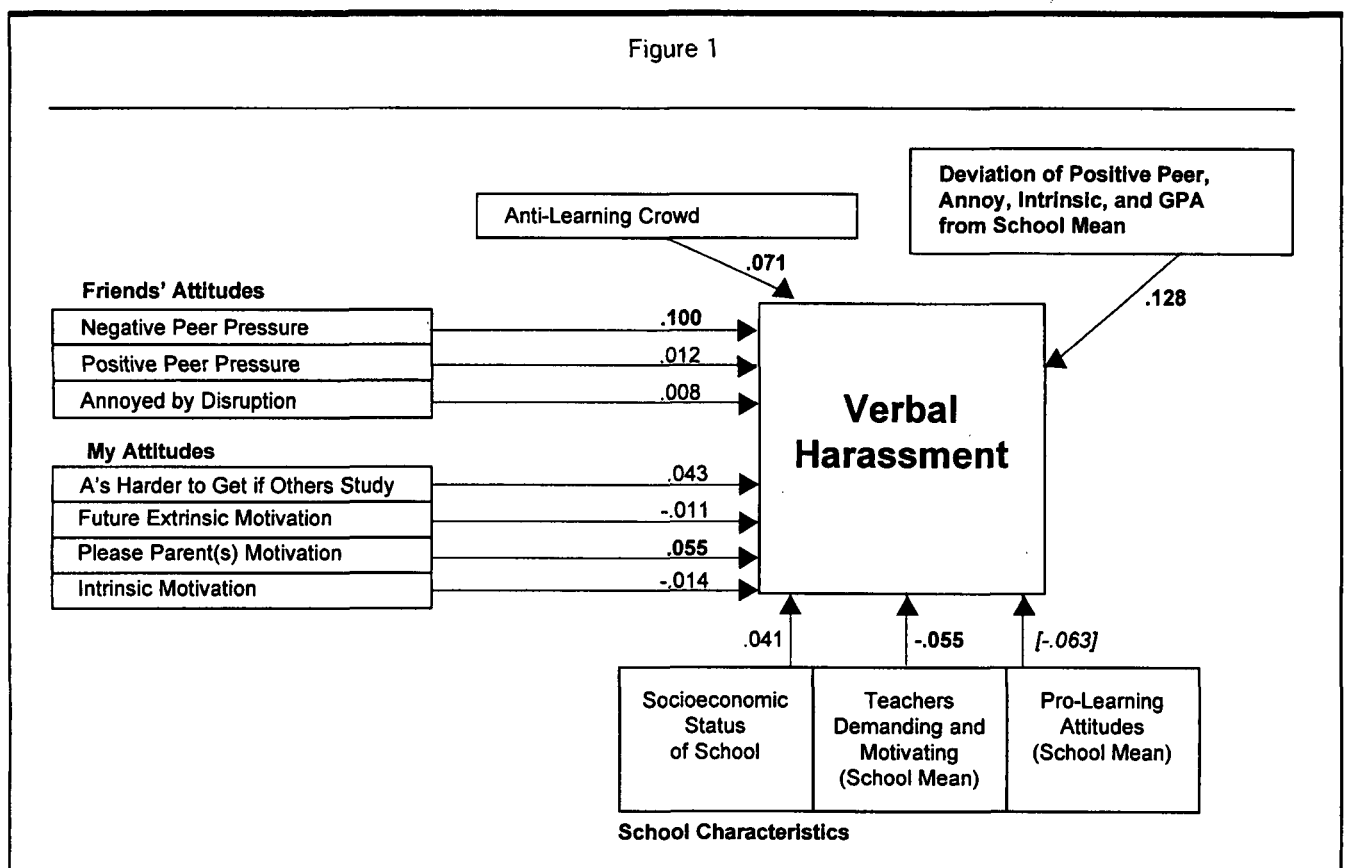 Figure 1
Deviation of Positive Peer,
Annoy, Intrinsic, and GPA
from School Mean
Anti-Learning Crowd
.071
.128
Friends' Attitudes
Negative Peer Pressure
.100
Positive Peer Pressure
.012
Annoyed by Disruption
.008
Verbal
Harassment
My Attitudes
A's Harder to Get if Others Study
.043
Future Extrinsic Motivation
-.011
Please Parent(s) Motivation
.055
Intrinsic Motivation
-.014
.041
-.055
[-.063]
Socioeconomic
Status
of School
Teachers
Demanding and
Motivating
(School Mean)
Pro-Learning
Attitudes
(School Mean)
School Characteristics